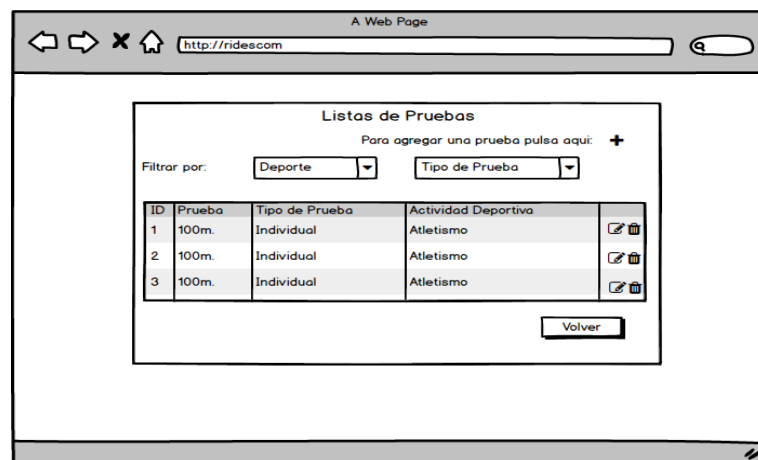 A Web Page
http://ridescom
Listas de Pruebas
Para agregar una prueba pulsa aqui:
Filtrar por: Deporte Tipo de Prueba
ID Prueba Tipo de Prueba Actividad Deportiva
1 100m. Individual Atletismo
2 100m. Individual Atletismo
3 100m. Individual Atletismo
Volver